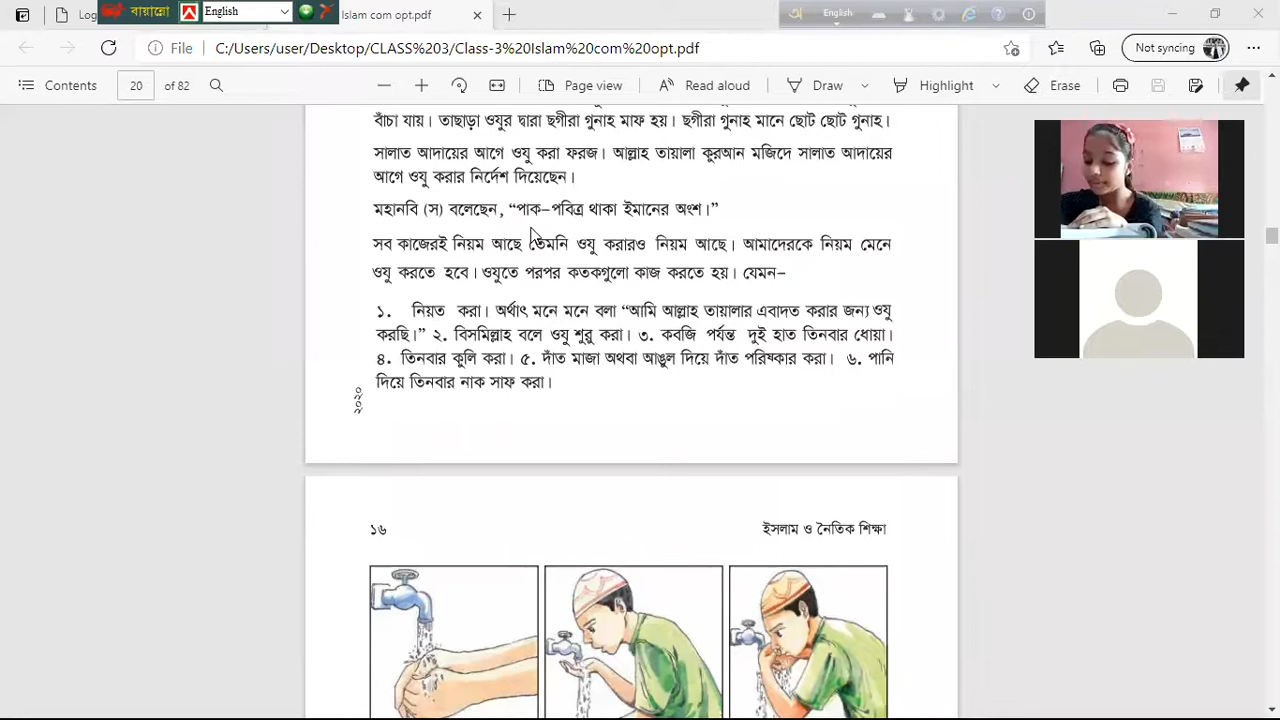 বায়ান্নো
English
Log
Islam com opt.pdf
English
File
C:/Users/user/Desktop/CLASS%203/Class-3%20Islam%20com%20opt.pdf
Not syncing
Contents
20 of 82
Page view
Read aloud
Draw
Highlight
Erase
বাঁচা যায়। তাছাড়া ওযুর দ্বারা ছগীরা গুনাহ মাফ হয়। ছগীরা গুনাহ মানে ছোট ছোট গুনাহ।
সালাত আদায়ের আগে ওযু করা ফরজ। আল্লাহ তায়ালা কুরআন মজিদে সালাত আদায়ের
আগে ওযু করার নির্দেশ দিয়েছেন।
মহানবি (স) বলেছেন, “পাক–পবিত্র থাকা ইমানের অংশ।”
সব কাজেরই নিয়ম আছে তেমনি ওযু করারও নিয়ম আছে। আমাদেরকে নিয়ম মেনে
ওযু করতে হবে। ওযুতে পরপর কতকগুলো কাজ করতে হয়। যেমন–
১. নিয়ত করা। অর্থাৎ মনে মনে বলা “আমি আল্লাহ তায়ালার এবাদত করার জন্য ওযু
করছি।” ২. বিসমিল্লাহ বলে ওযু শুরু করা। ৩. কবজি পর্যন্ত দুই হাত তিনবার ধোয়া।
৪. তিনবার কুলি করা। ৫. দাঁত মাজা অথবা আঙুল দিয়ে দাঁত পরিষ্কার করা। ৬. পানি
দিয়ে তিনবার নাক সাফ করা।
২০২০
১৬
ইসলাম ও নৈতিক শিক্ষা